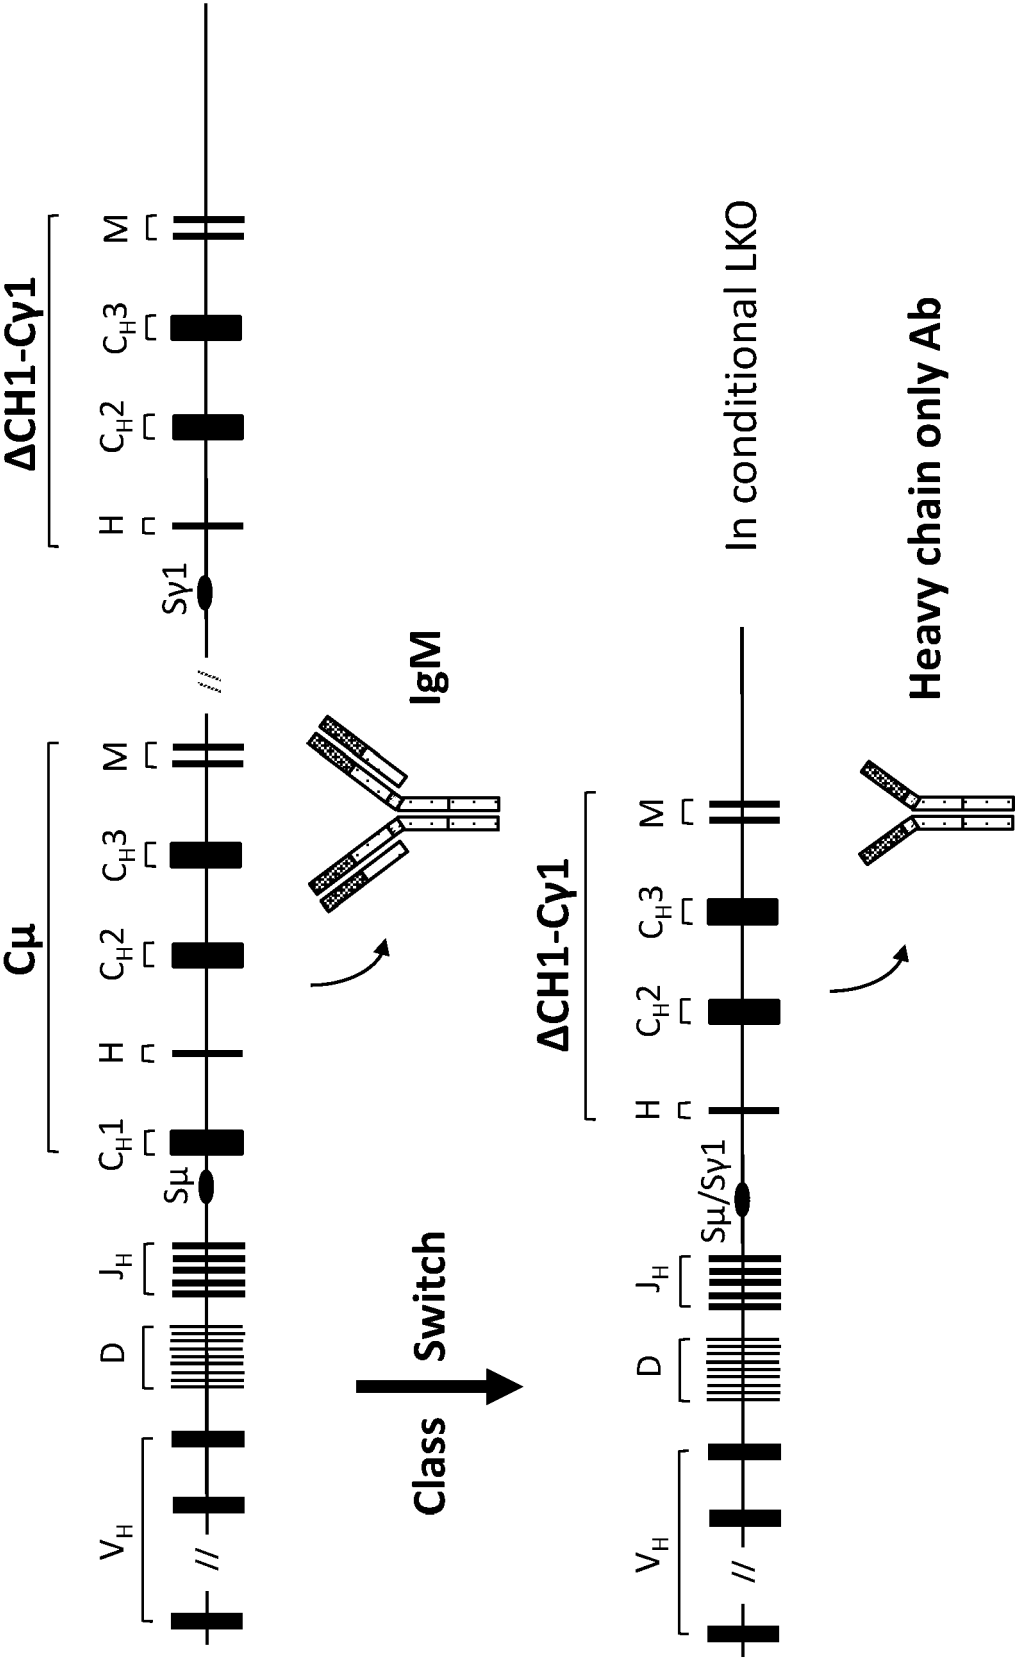 Cμ
ΔCH1-Cγ1
VH
D
JH
Sμ
CH1
H
CH2
CH3
M
//
//
Sγ1
H
CH2
CH3
M
IgM
Class Switch
ΔCH1-Cγ1
In conditional LKO
VH
D
JH
Sμ/Sγ1
H
CH2
CH3
M
//
Heavy chain only Ab